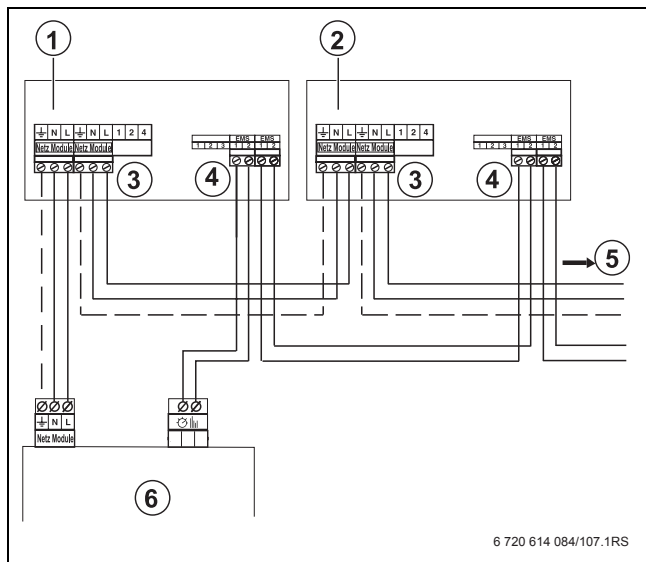 1
2
⏚ N L ⏚ N L 1 2 4
Netz Module Netz Module
EMS EMS
1 2 3 1 2 1 2
3
4
⏚ N L ⏚ N L 1 2 4
Netz Module Netz Module
EMS EMS
1 2 3 1 2 1 2
3
4
5
⏚ N L
Netz Module
6
6 720 614 084/107.1RS